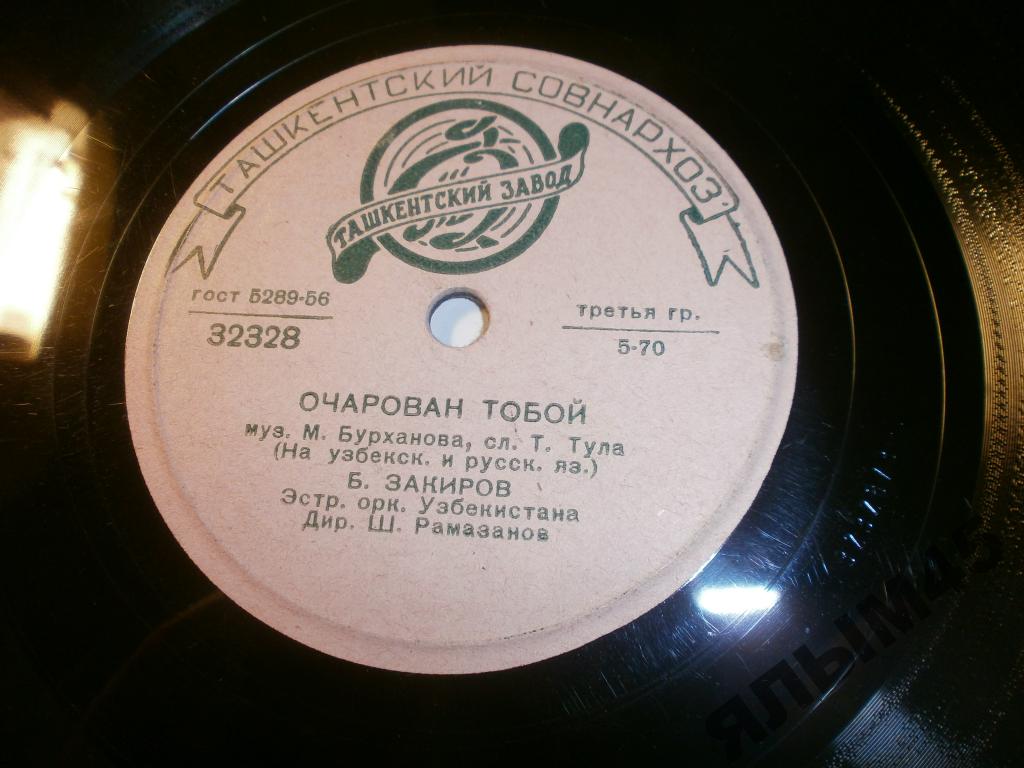 ТАШКЕНТСКИЙ СОВНАРХОЗ
ТАШКЕНТСКИЙ ЗАВОД
гост 5289-56
32328
третья гр.
5-70
ОЧАРОВАН ТОБОЙ
муз. М. Бурханова, сл. Т. Тула
(На узбекск. и русск. яз.)
Б. ЗАКИРОВ
Эстр. орк. Узбекистана
Дир. Ш. Рамазанов
ЯЛЫМ45